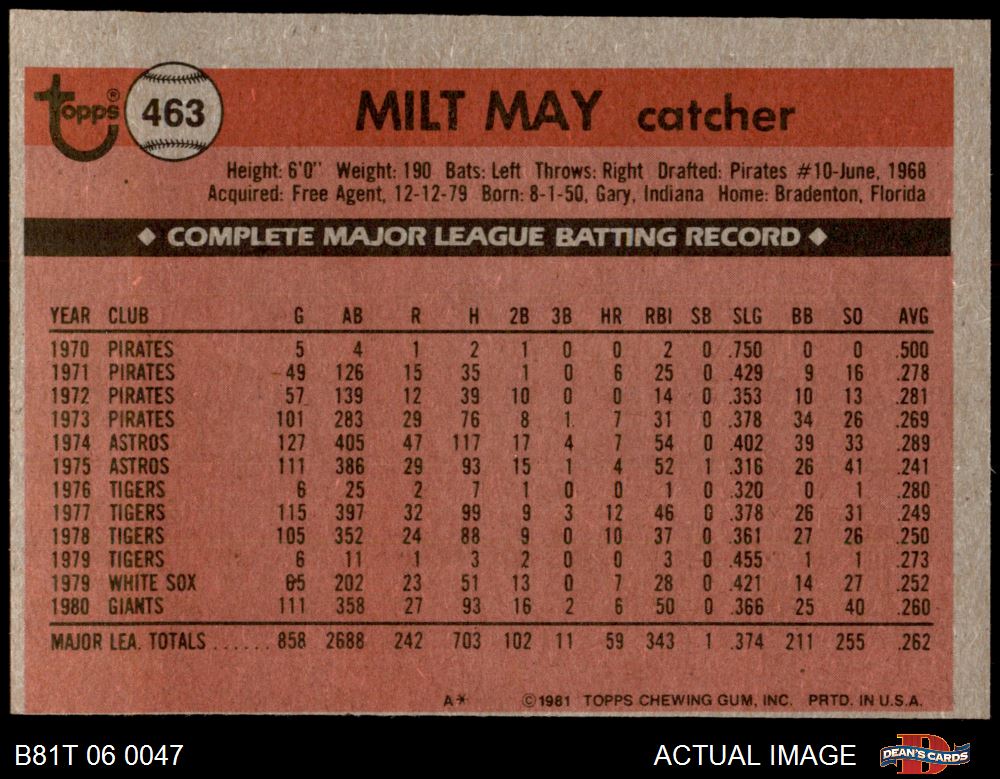 topps® 463 MILT MAY catcher
Height: 6'0" Weight: 190 Bats: Left Throws: Right Drafted: Pirates #10-June, 1968
Acquired: Free Agent, 12-12-79 Born: 8-1-50, Gary, Indiana Home: Bradenton, Florida
◆ COMPLETE MAJOR LEAGUE BATTING RECORD ◆
YEAR CLUB G AB R H 2B 3B HR RBI SB SLG BB SO AVG
1970 PIRATES 5 4 1 2 1 0 0 2 0 .750 0 0 .500
1971 PIRATES 49 126 15 35 1 0 6 25 0 .429 9 16 .278
1972 PIRATES 57 139 12 39 10 0 0 14 0 .353 10 13 .281
1973 PIRATES 101 283 29 76 8 1 7 31 0 .378 34 26 .269
1974 ASTROS 127 405 47 117 17 4 7 54 0 .402 39 33 .289
1975 ASTROS 111 386 29 93 15 1 4 52 1 .316 26 41 .241
1976 TIGERS 6 25 2 7 1 0 0 1 0 .320 0 1 .280
1977 TIGERS 115 397 32 99 9 3 12 46 0 .378 26 31 .249
1978 TIGERS 105 352 24 88 9 0 10 37 0 .361 27 26 .250
1979 TIGERS 6 11 1 3 2 0 0 3 0 .455 1 1 .273
1979 WHITE SOX 65 202 23 51 13 0 7 28 0 .421 14 27 .252
1980 GIANTS 111 358 27 93 16 2 6 50 0 .366 25 40 .260
MAJOR LEA. TOTALS ...... 858 2688 242 703 102 11 59 343 1 .374 211 255 .262
A* ©1981 TOPPS CHEWING GUM, INC. PRTD. IN U.S.A.
B81T 06 0047 ACTUAL IMAGE DEAN'S CARDS